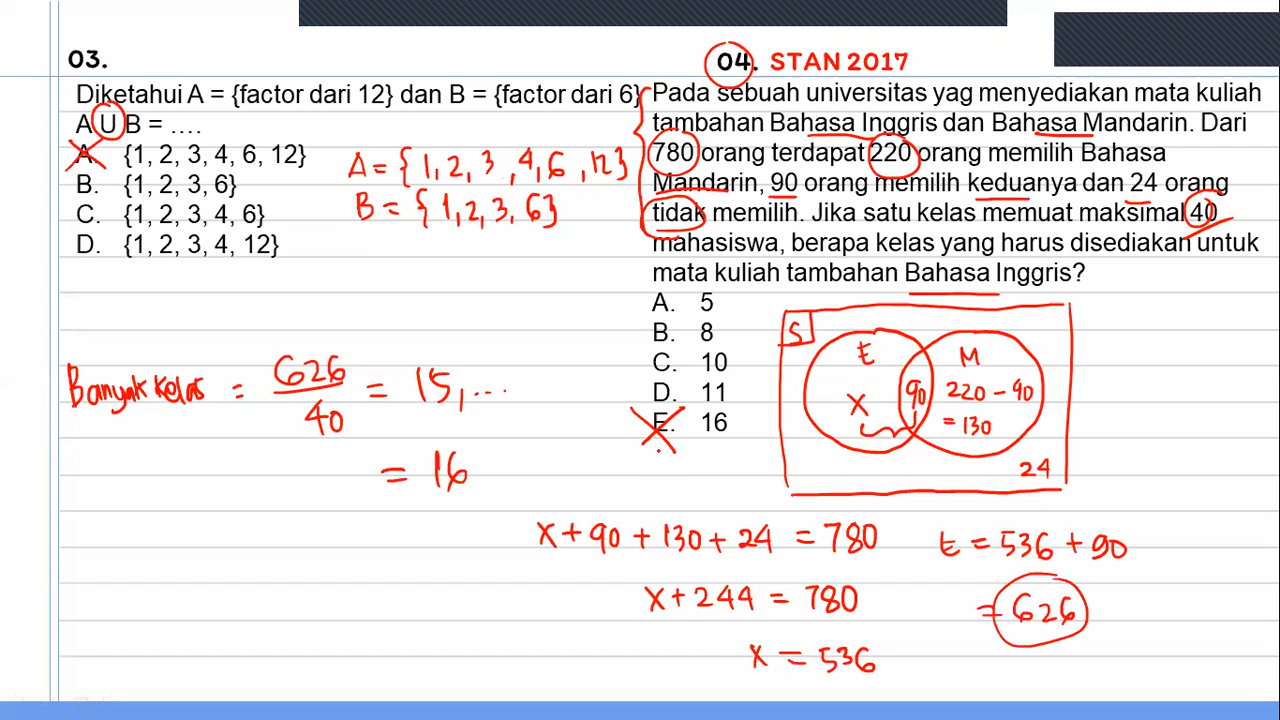 03.
Diketahui A = {factor dari 12} dan B = {factor dari 6}
A U B = ....
A. {1, 2, 3, 4, 6, 12}
B. {1, 2, 3, 6}
C. {1, 2, 3, 4, 6}
D. {1, 2, 3, 4, 12}
A = { 1, 2, 3, 4, 6, 12}
B = { 1, 2, 3, 6}
04. STAN 2017
Pada sebuah universitas yag menyediakan mata kuliah
tambahan Bahasa Inggris dan Bahasa Mandarin. Dari
780 orang terdapat 220 orang memilih Bahasa
Mandarin, 90 orang memilih keduanya dan 24 orang
tidak memilih. Jika satu kelas memuat maksimal 40
mahasiswa, berapa kelas yang harus disediakan untuk
mata kuliah tambahan Bahasa Inggris?
A. 5
B. 8
C. 10
D. 11
E. 16
S
E
M
X
90
220 - 90
= 130
24
X + 90 + 130 + 24 = 780
X + 244 = 780
X = 536
E = 536 + 90
= 626
Banyak kelas = 626/40 = 15, ...
= 16